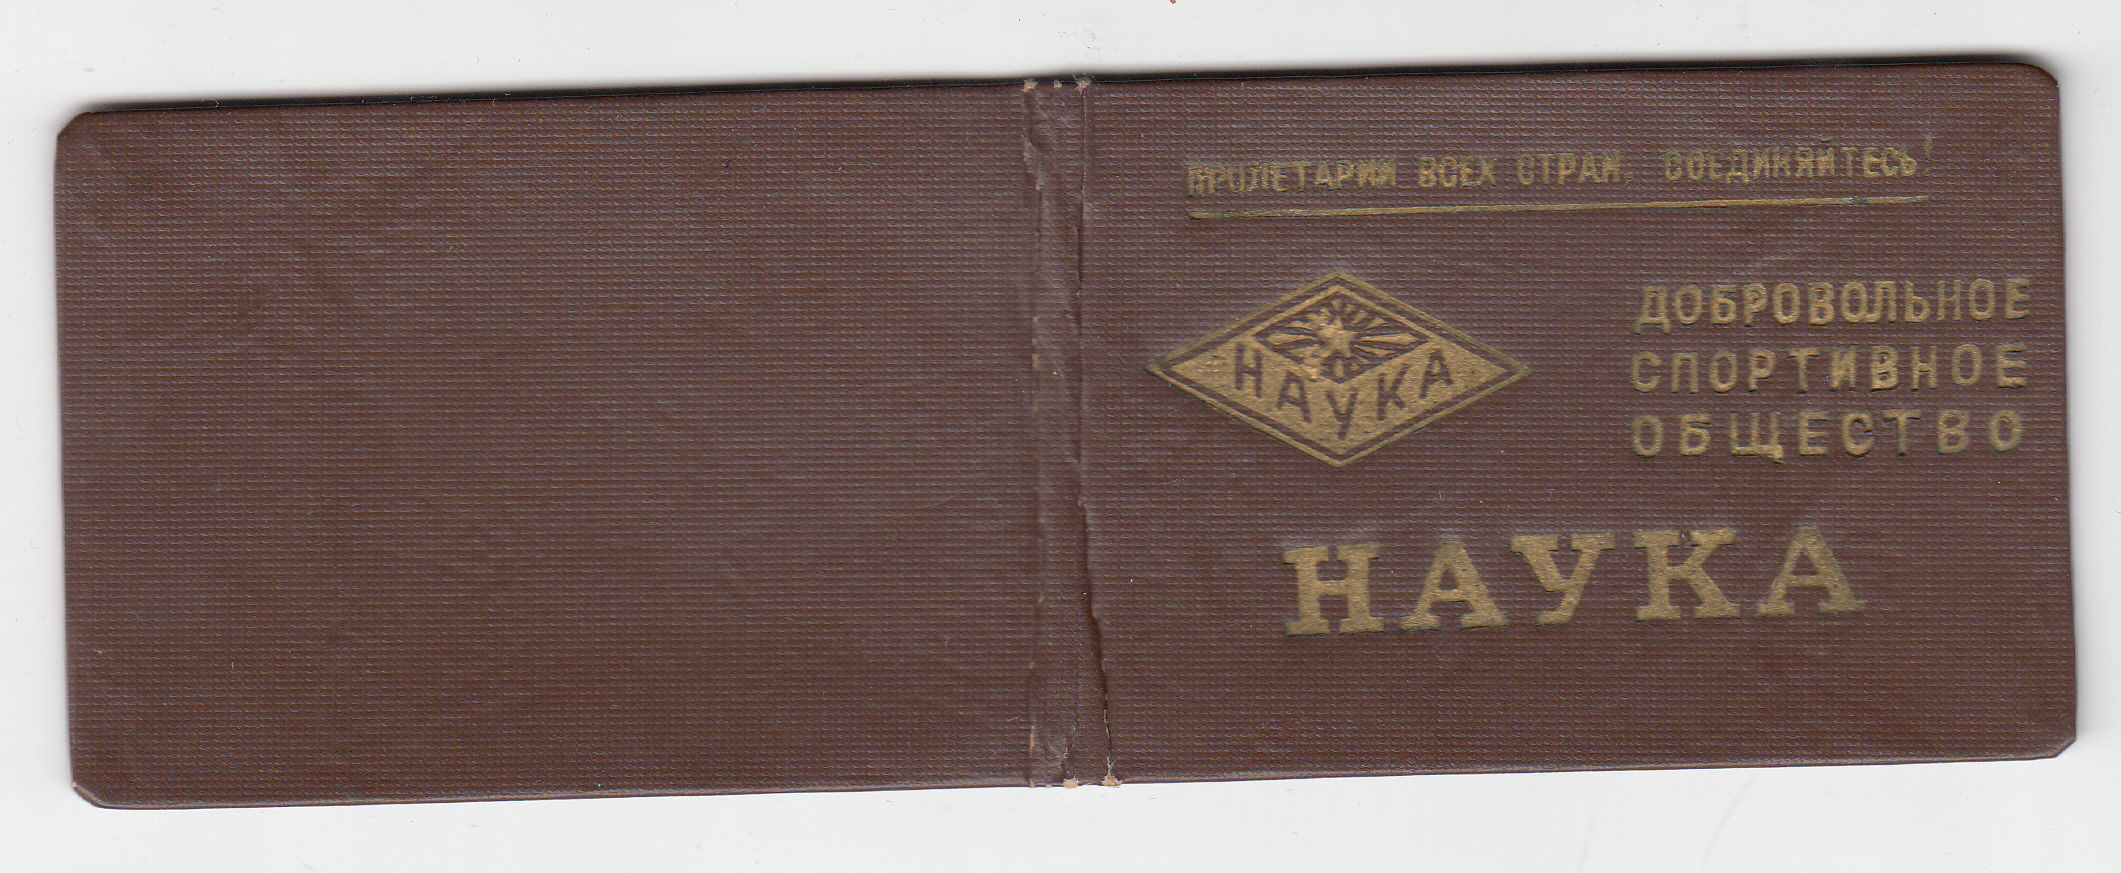 ПРОЛЕТАРИИ ВСЕХ СТРАН, СОЕДИНЯЙТЕСЬ!
НАУКА
ДОБРОВОЛЬНОЕ
СПОРТИВНОЕ
ОБЩЕСТВО
НАУКА